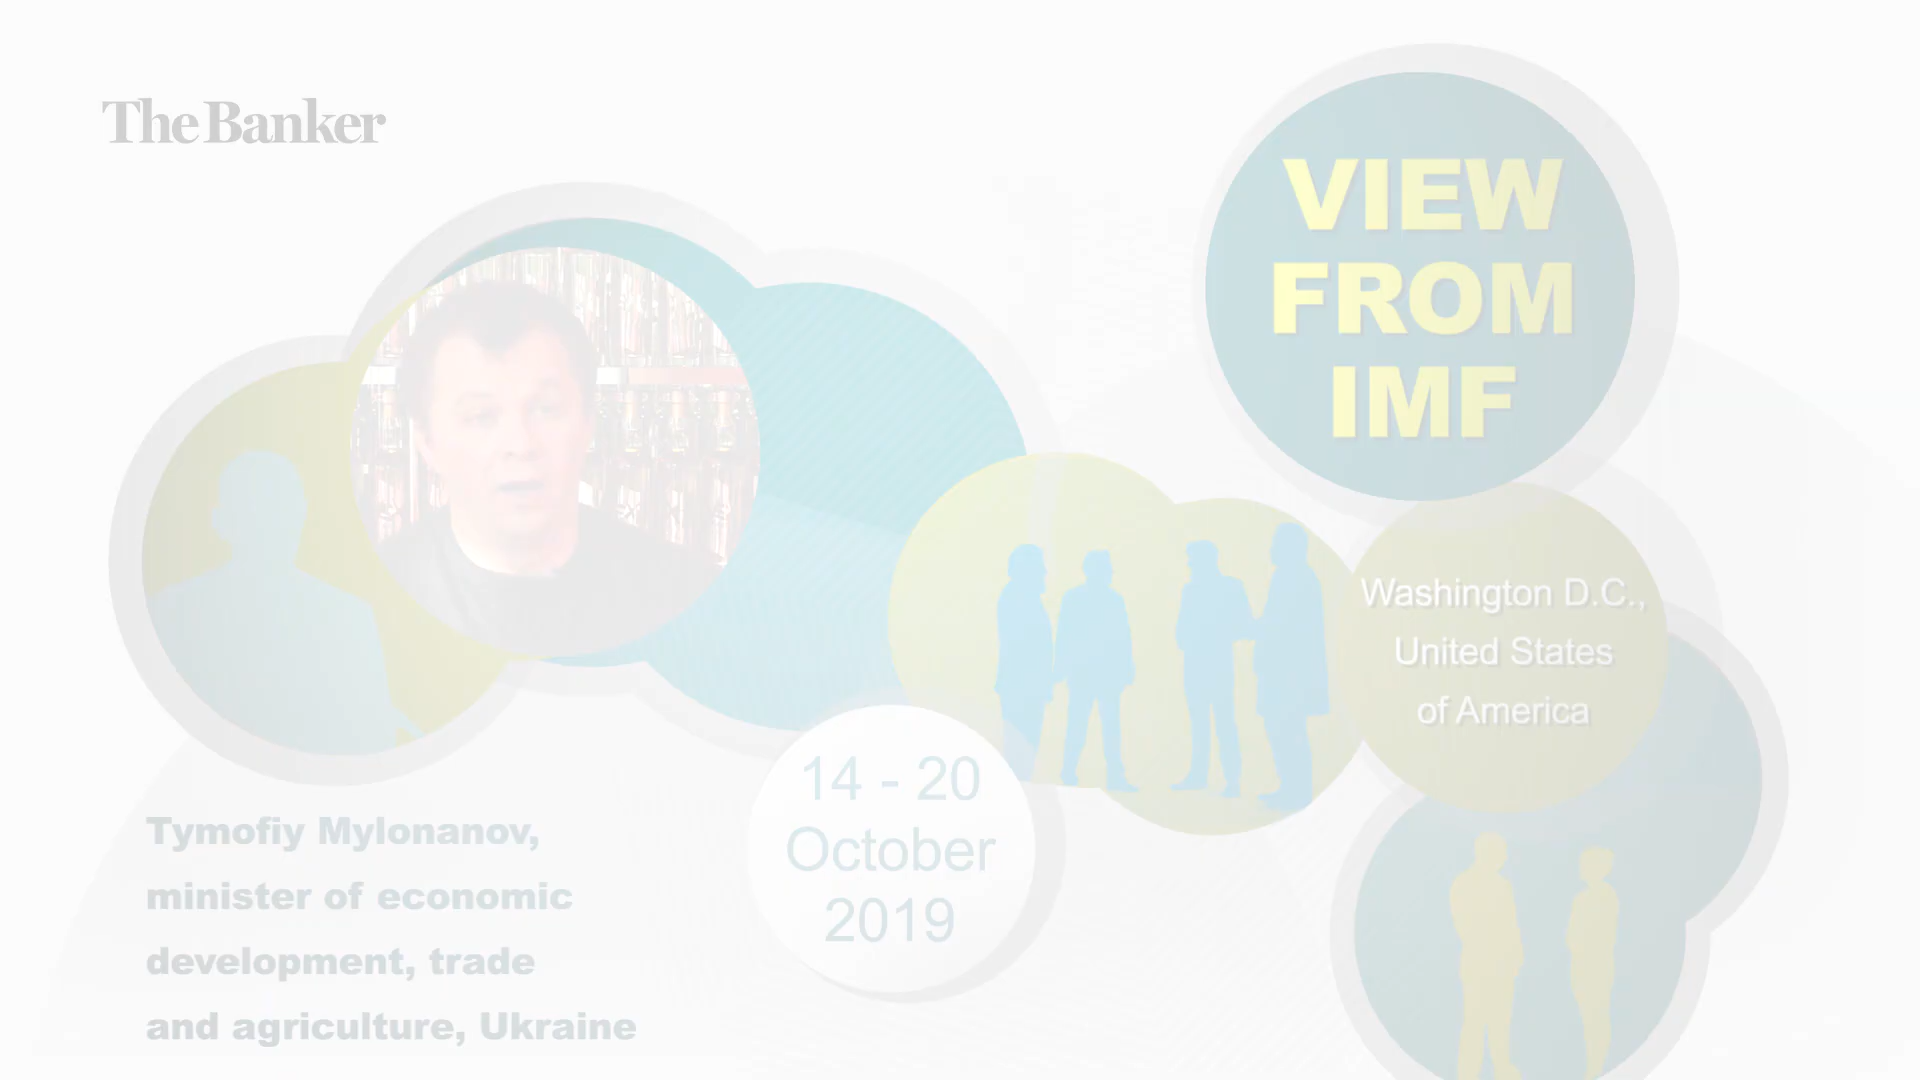 The Banker
VIEW
FROM
IMF
Washington D.C.,
United States
of America
14 - 20
October
2019
Tymofiy Mylonanov,
minister of economic
development, trade
and agriculture, Ukraine